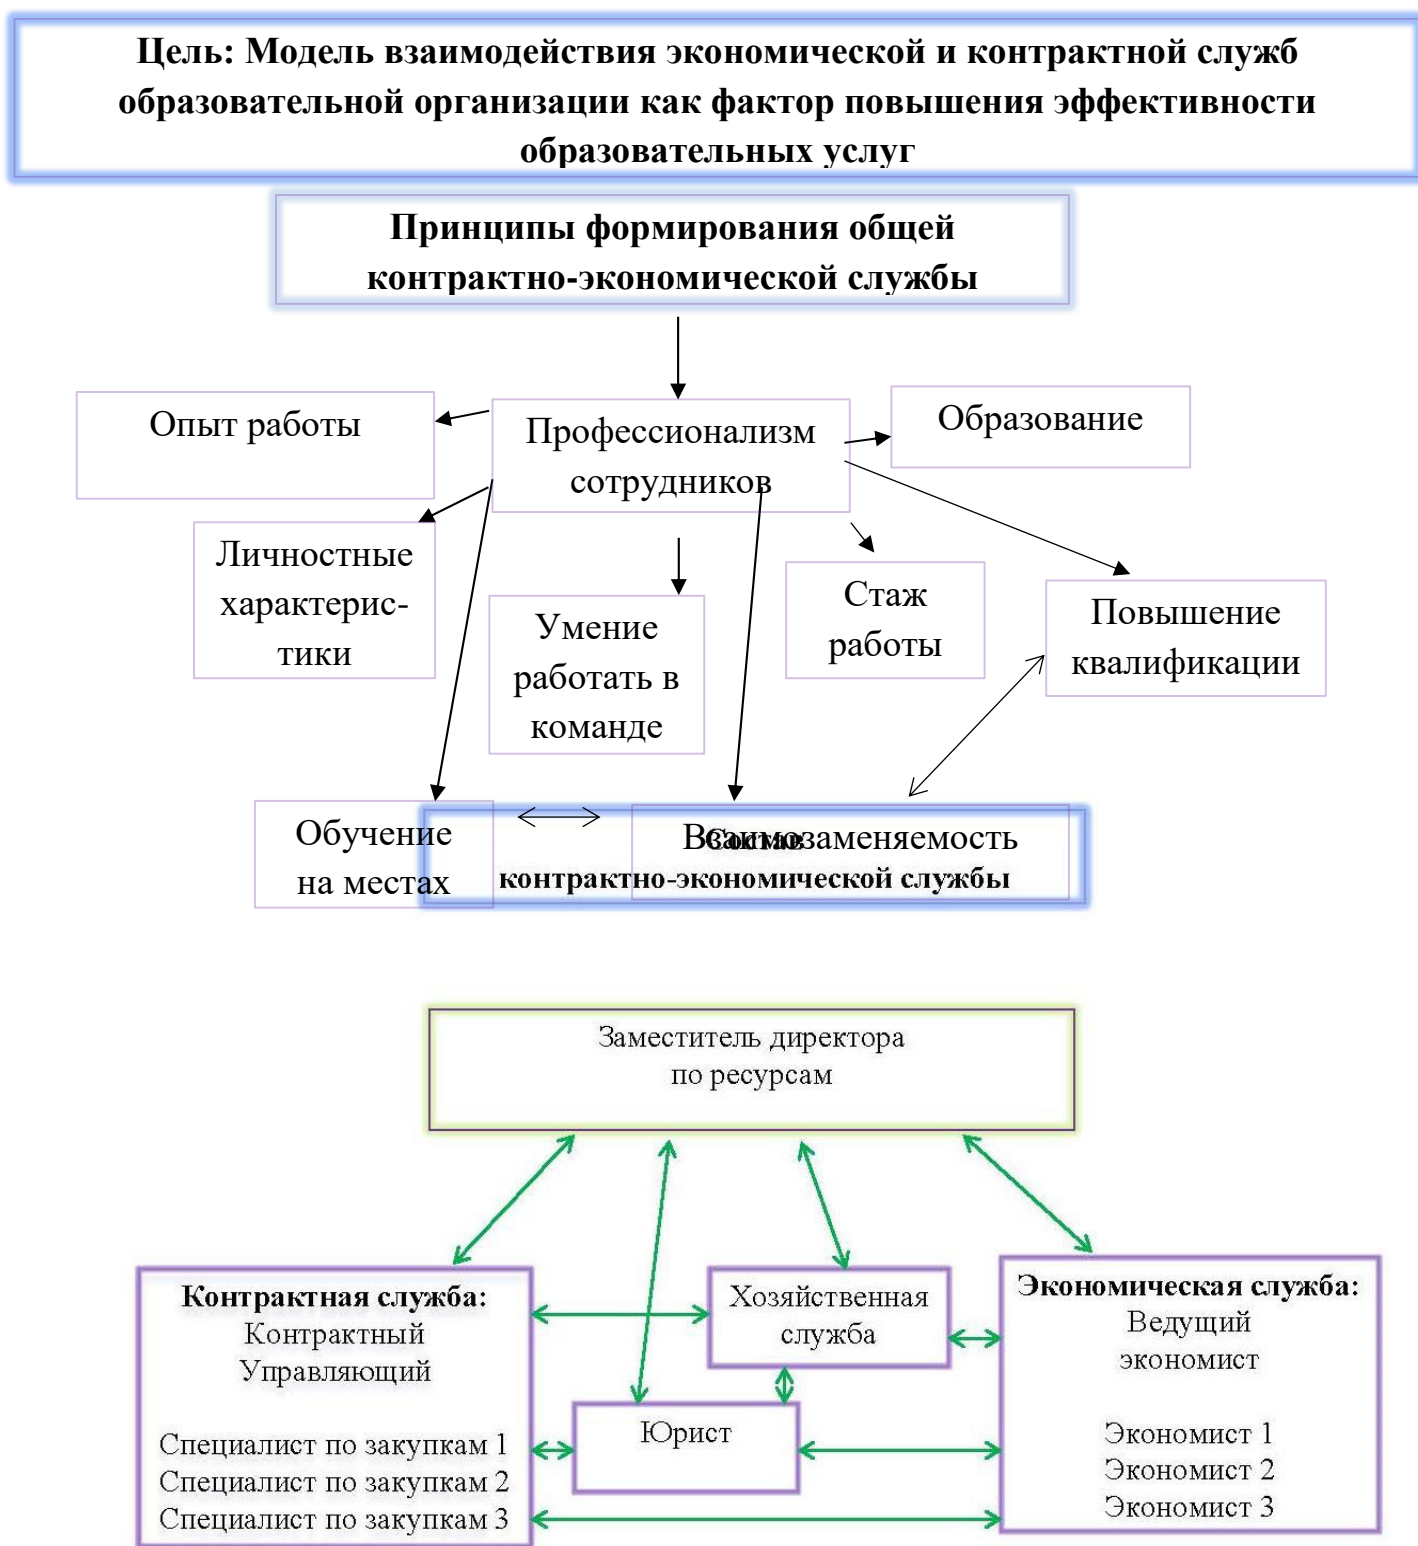 Цель: Модель взаимодействия экономической и контрактной служб
образовательной организации как фактор повышения эффективности
образовательных услуг
Принципы формирования общей
контрактно-экономической службы
Опыт работы
Профессионализм
сотрудников
Образование
Личностные
характерис-
тики
Умение
работать в
команде
Стаж
работы
Повышение
квалификации
Обучение
на местах
Взаимозаменяемость
Состав
контрактно-экономической службы
Заместитель директора
по ресурсам
Контрактная служба:
Контрактный
Управляющий
Специалист по закупкам 1
Специалист по закупкам 2
Специалист по закупкам 3
Хозяйственная
служба
Юрист
Экономическая служба:
Ведущий
экономист
Экономист 1
Экономист 2
Экономист 3